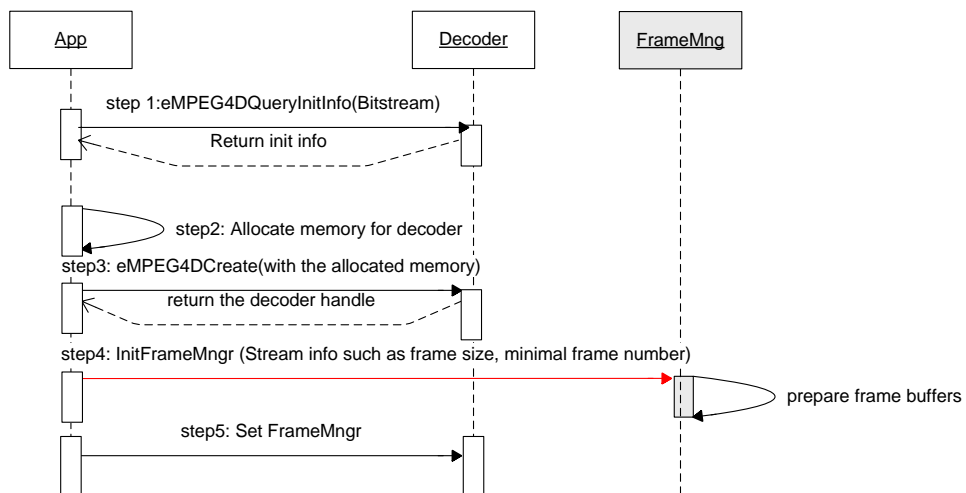 App
Decoder
FrameMng
step 1:eMPEG4DQueryInitInfo(Bitstream)
Return init info
step2: Allocate memory for decoder
step3: eMPEG4DCreate(with the allocated memory)
return the decoder handle
step4: InitFrameMngr (Stream info such as frame size, minimal frame number)
prepare frame buffers
step5: Set FrameMngr